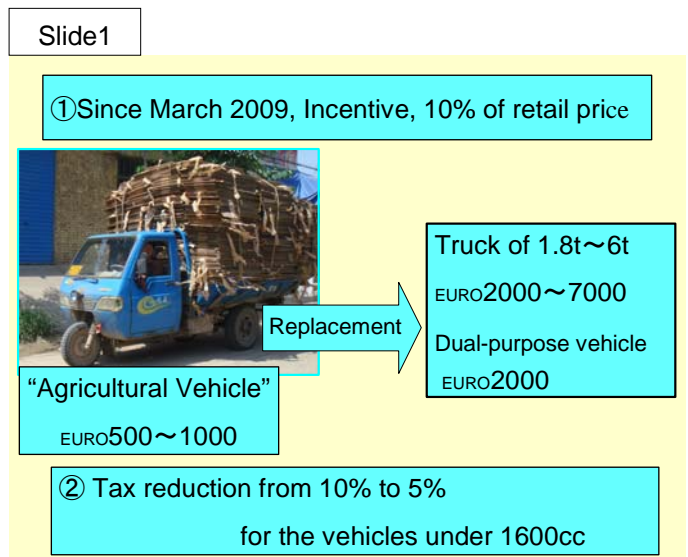 Slide1
①Since March 2009, Incentive, 10% of retail price
Truck of 1.8t～6t
EURO2000～7000
Dual-purpose vehicle
EURO2000
Replacement
“Agricultural Vehicle”
EURO500～1000
② Tax reduction from 10% to 5%
for the vehicles under 1600cc